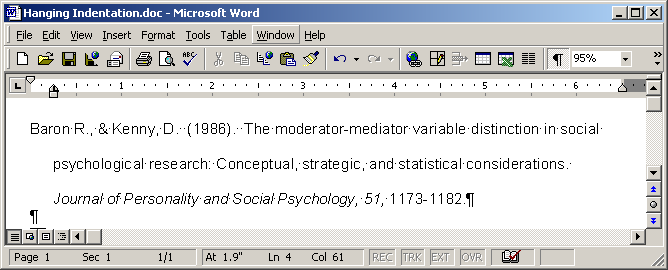 Hanging Indentation.doc - Microsoft Word
File Edit View Insert Format Tools Table Window Help
ABC ¶ 95%
1 2 3 4 5 6
Baron·R.,·&·Kenny,·D.··(1986).··The·moderator-mediator·variable·distinction·in·social·
psychological·research:·Conceptual,·strategic,·and·statistical·considerations.··
Journal·of·Personality·and·Social·Psychology,·51,·1173-1182.¶
¶
Page 1 Sec 1 1/1 At 1.9" Ln 4 Col 61 REC TRK EXT OVR